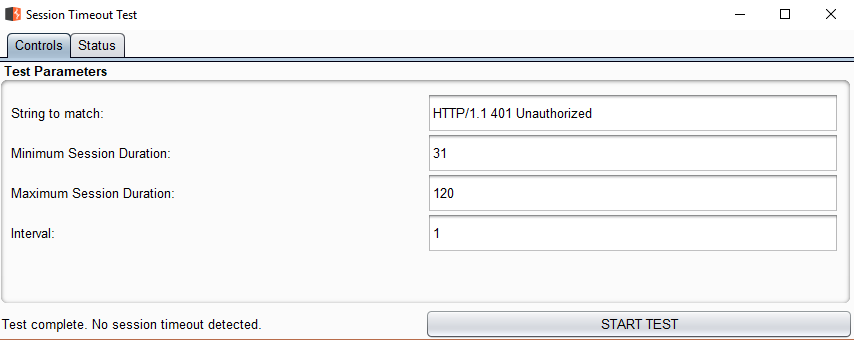 Session Timeout Test
Controls Status
Test Parameters
String to match: HTTP/1.1 401 Unauthorized
Minimum Session Duration: 31
Maximum Session Duration: 120
Interval: 1
Test complete. No session timeout detected. START TEST